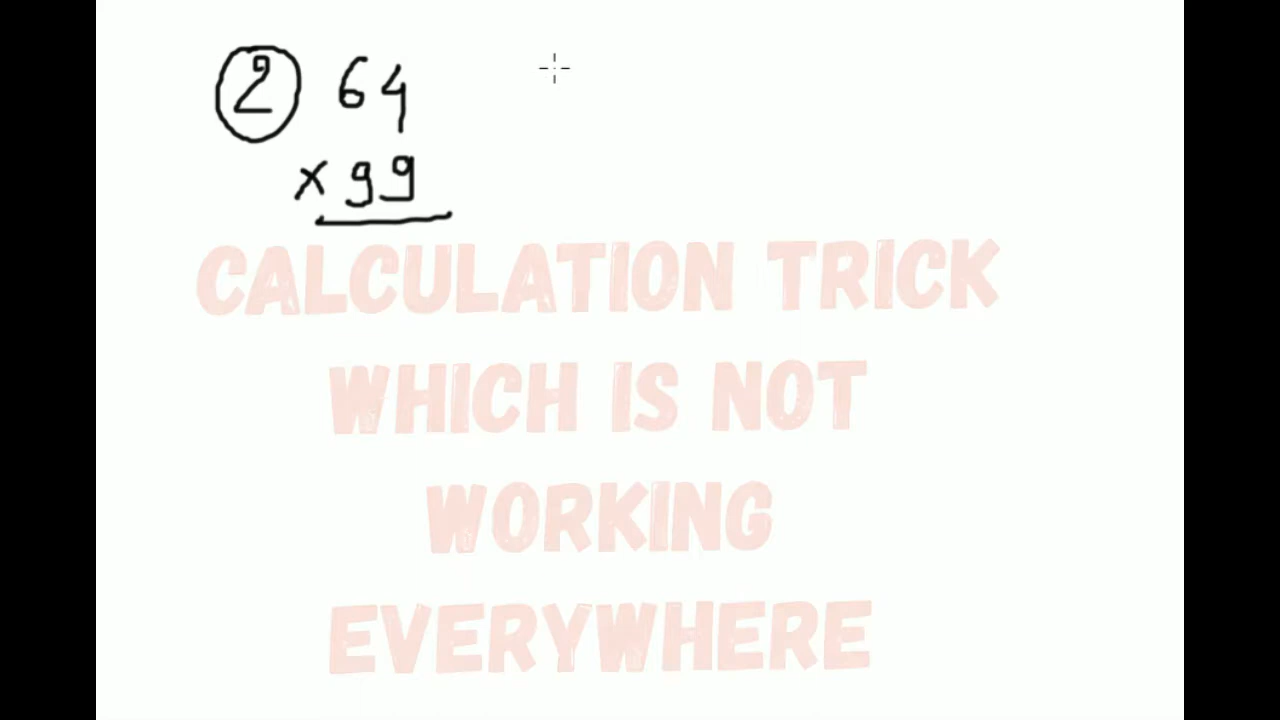 ② 64
× 99
CALCULATION TRICK
WHICH IS NOT
WORKING
EVERYWHERE